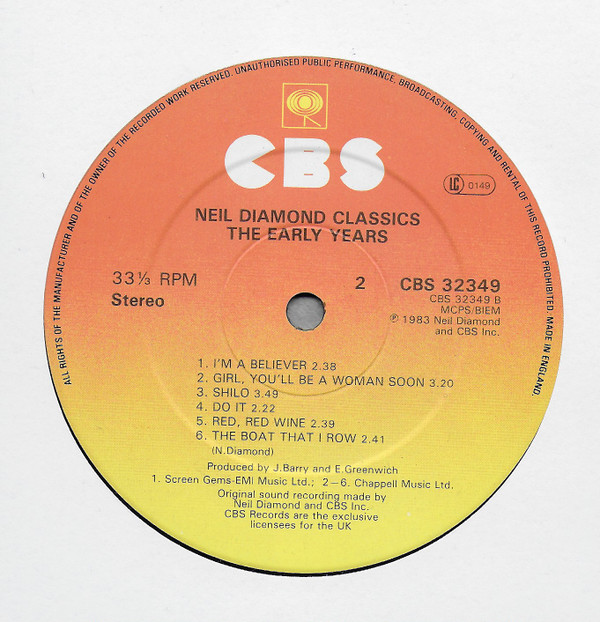 ALL RIGHTS OF THE MANUFACTURER AND OF THE OWNER OF THE RECORDED WORK RESERVED. UNAUTHORISED PUBLIC PERFORMANCE, BROADCASTING, COPYING AND RENTAL OF THIS RECORD PROHIBITED. MADE IN ENGLAND.
CBS
LC 0149
NEIL DIAMOND CLASSICS
THE EARLY YEARS
33⅓ RPM
Stereo
2
CBS 32349
CBS 32349 B
MCPS/BIEM
℗ 1983 Neil Diamond
and CBS Inc.
1. I'M A BELIEVER 2.38
2. GIRL, YOU'LL BE A WOMAN SOON 3.20
3. SHILO 3.49
4. DO IT 2.22
5. RED, RED WINE 2.39
6. THE BOAT THAT I ROW 2.41
(N.Diamond)
Produced by J.Barry and E.Greenwich
1. Screen Gems-EMI Music Ltd.; 2–6. Chappell Music Ltd.
Original sound recording made by
Neil Diamond and CBS Inc.
CBS Records are the exclusive
licensees for the UK